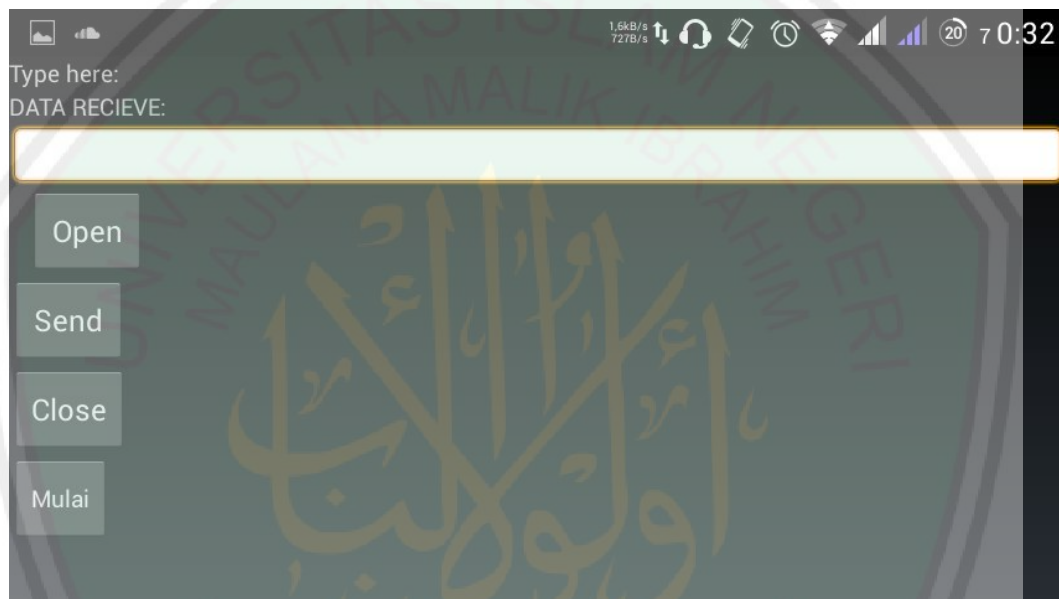 1,6kB/s
727B/s
20
7 0:32
Type here:
DATA RECIEVE:
Open
Send
Close
Mulai
UNIVERSITAS ISLAM NEGERI
MAULANA MALIK IBRAHIM